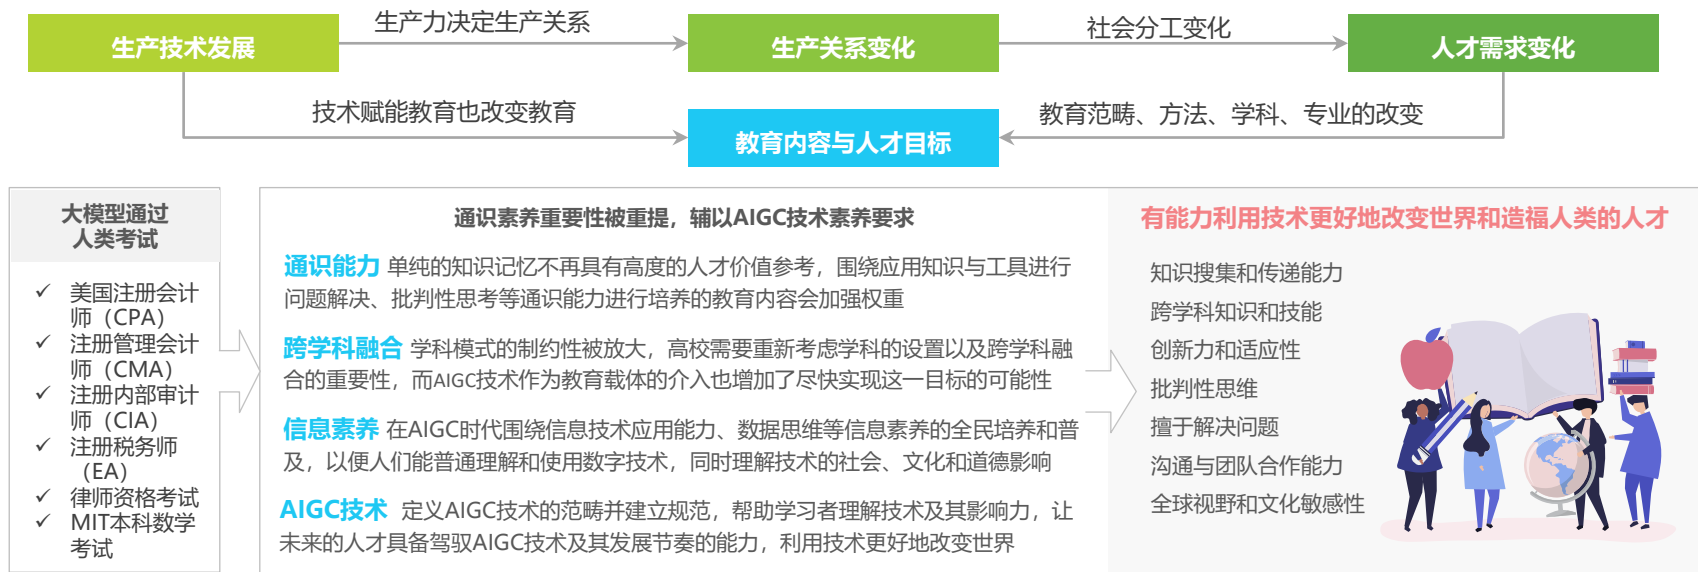 生产力决定生产关系
社会分工变化
生产技术发展
生产关系变化
人才需求变化
技术赋能教育也改变教育
教育范畴、方法、学科、专业的改变
教育内容与人才目标
大模型通过
人类考试
✓ 美国注册会计
师（CPA）
✓ 注册管理会计
师（CMA）
✓ 注册内部审计
师（CIA）
✓ 注册税务师
（EA）
✓ 律师资格考试
✓ MIT本科数学
考试
通识素养重要性被重提，辅以AIGC技术素养要求
通识能力 单纯的知识记忆不再具有高度的人才价值参考，围绕应用知识与工具进行
问题解决、批判性思考等通识能力进行培养的教育内容会加强权重
跨学科融合 学科模式的制约性被放大，高校需要重新考虑学科的设置以及跨学科融
合的重要性，而AIGC技术作为教育载体的介入也增加了尽快实现这一目标的可能性
信息素养 在AIGC时代围绕信息技术应用能力、数据思维等信息素养的全民培养和普
及，以便人们能普通理解和使用数字技术，同时理解技术的社会、文化和道德影响
AIGC技术 定义AIGC技术的范畴并建立规范，帮助学习者理解技术及其影响力，让
未来的人才具备驾驭AIGC技术及其发展节奏的能力，利用技术更好地改变世界
有能力利用技术更好地改变世界和造福人类的人才
知识搜集和传递能力
跨学科知识和技能
创新力和适应性
批判性思维
擅于解决问题
沟通与团队合作能力
全球视野和文化敏感性